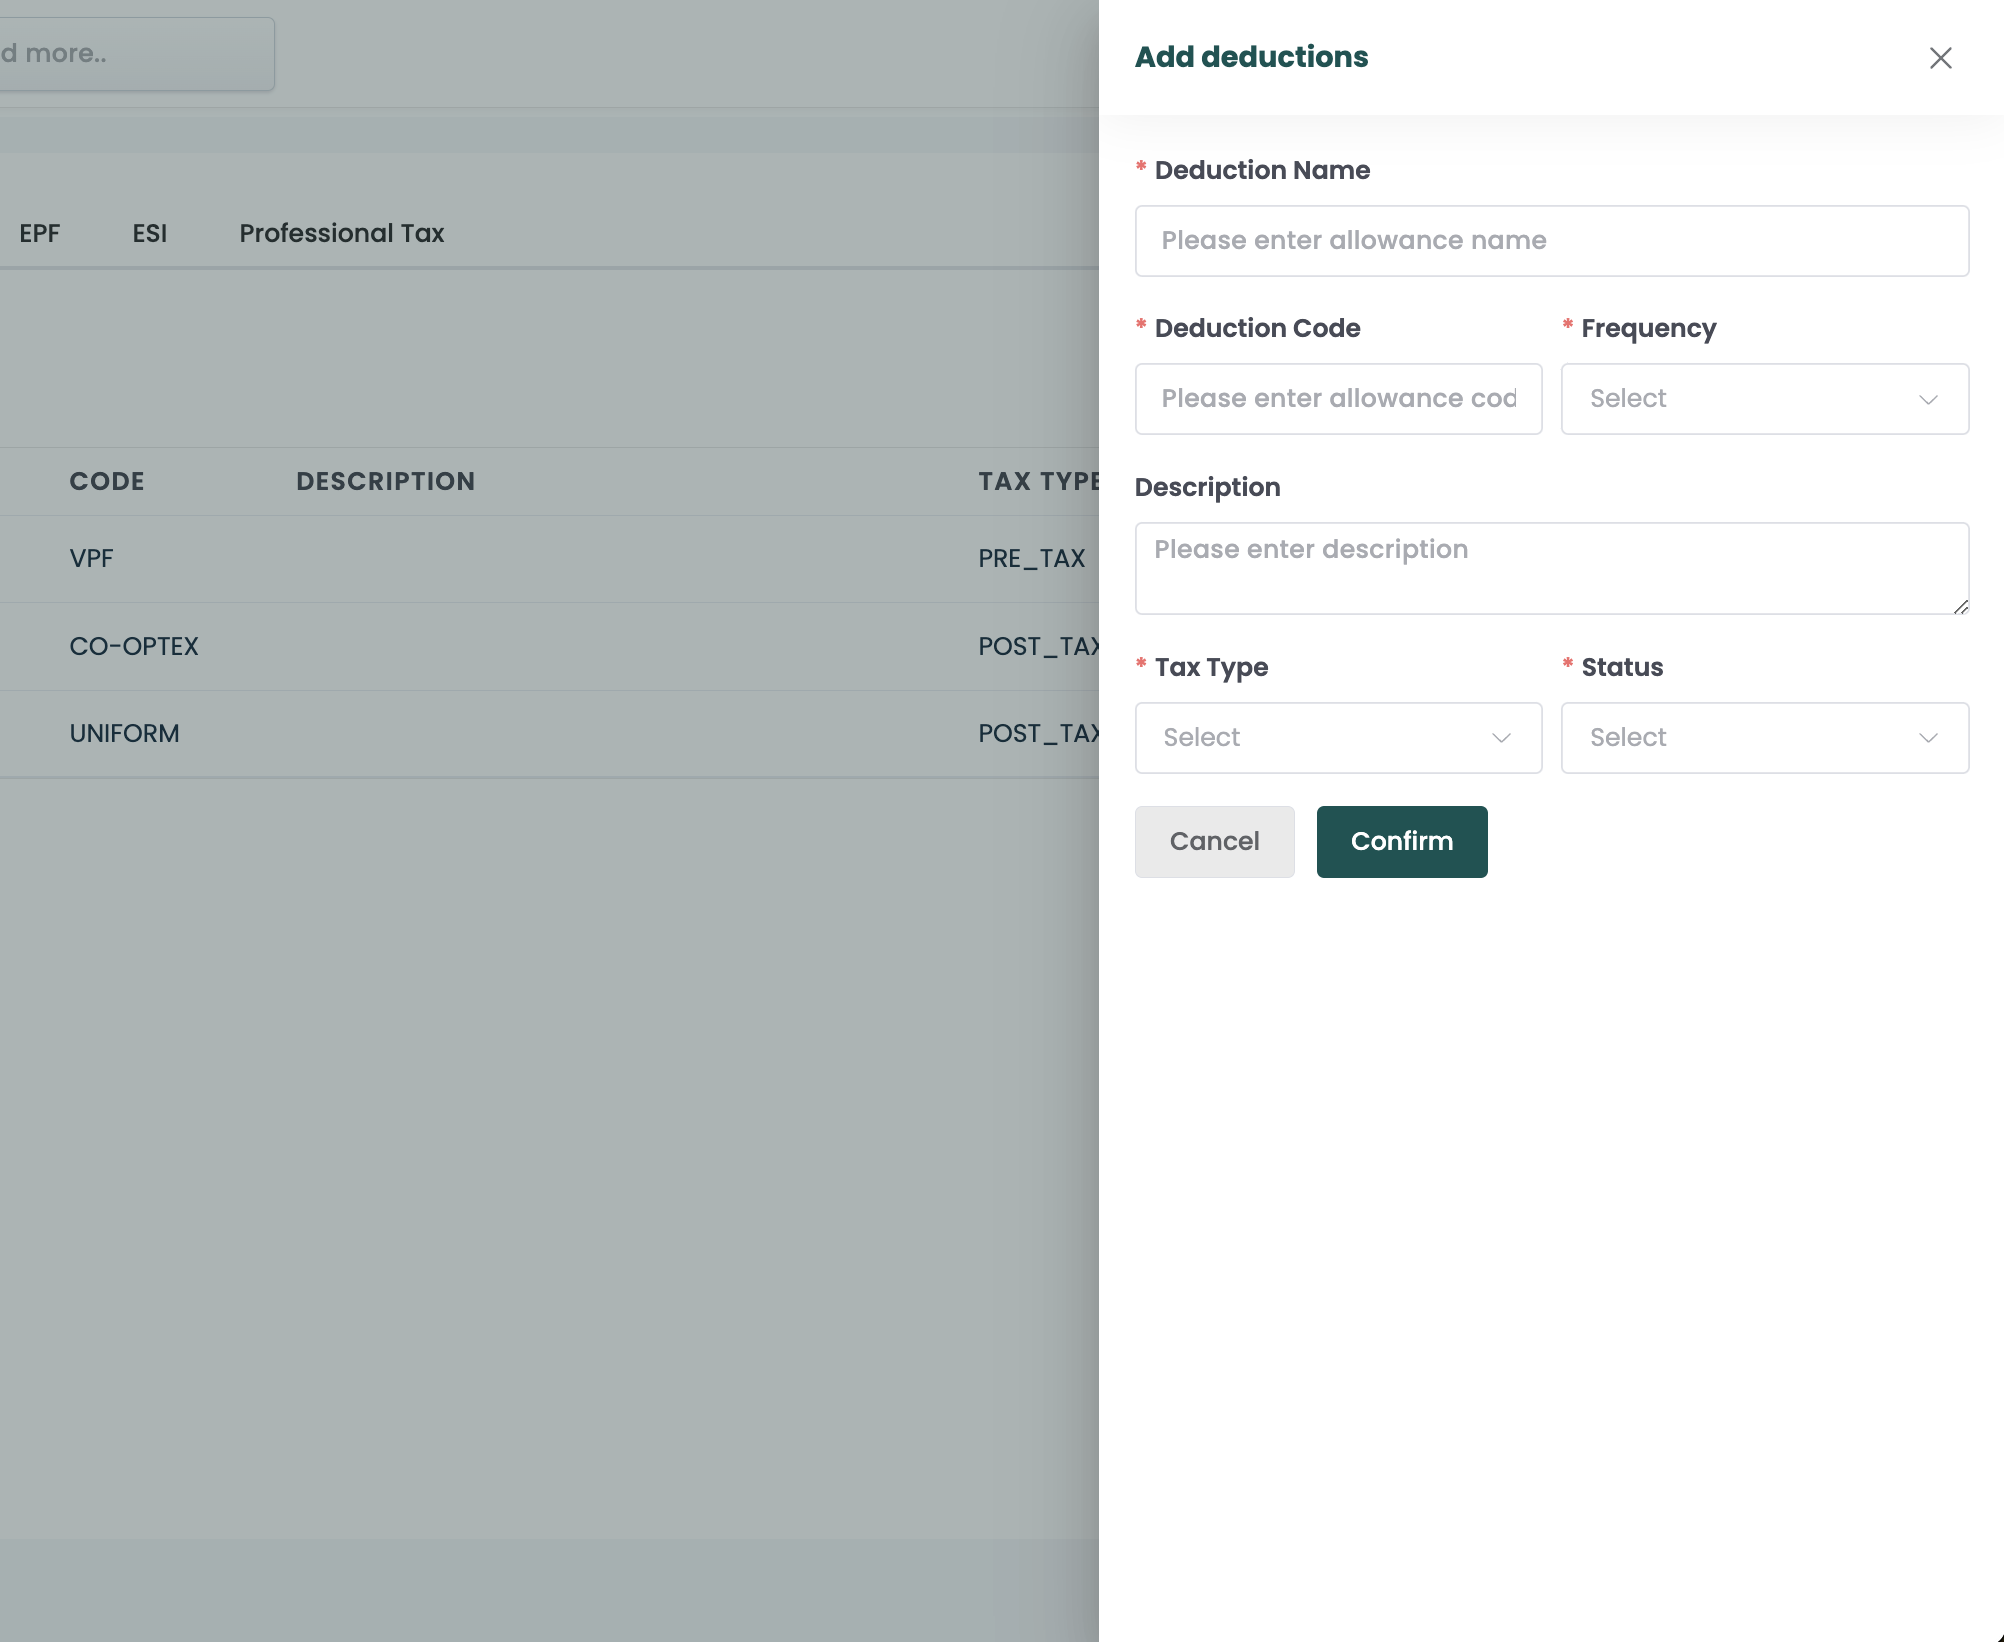 d more..
EPF ESI Professional Tax
CODE DESCRIPTION TAX TYPE
VPF PRE_TAX
CO-OPTEX POST_TAX
UNIFORM POST_TAX
Add deductions
* Deduction Name
Please enter allowance name
* Deduction Code * Frequency
Please enter allowance cod Select
Description
Please enter description
* Tax Type * Status
Select Select
Cancel Confirm